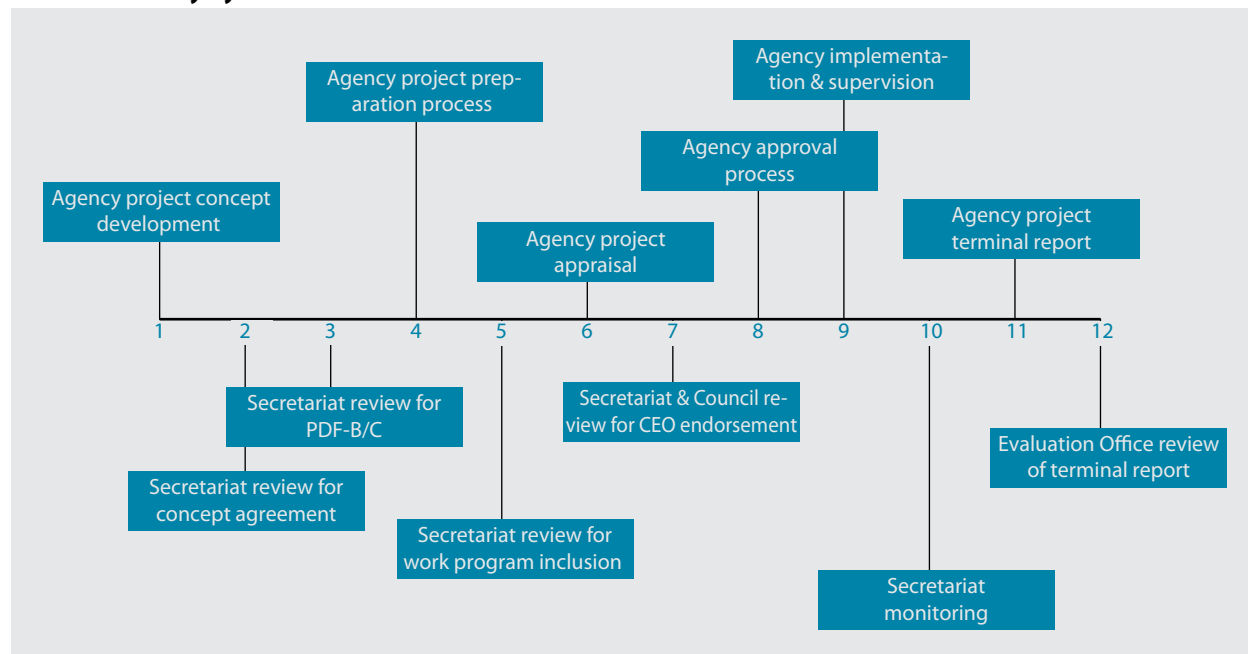 Agency implementa-
tion & supervision
Agency project prep-
aration process
Agency approval
process
Agency project concept
development
Agency project
terminal report
Agency project
appraisal
1 2 3 4 5 6 7 8 9 10 11 12
Secretariat review for
PDF-B/C
Secretariat & Council re-
view for CEO endorsement
Evaluation Office review
of terminal report
Secretariat review for
concept agreement
Secretariat review for
work program inclusion
Secretariat
monitoring